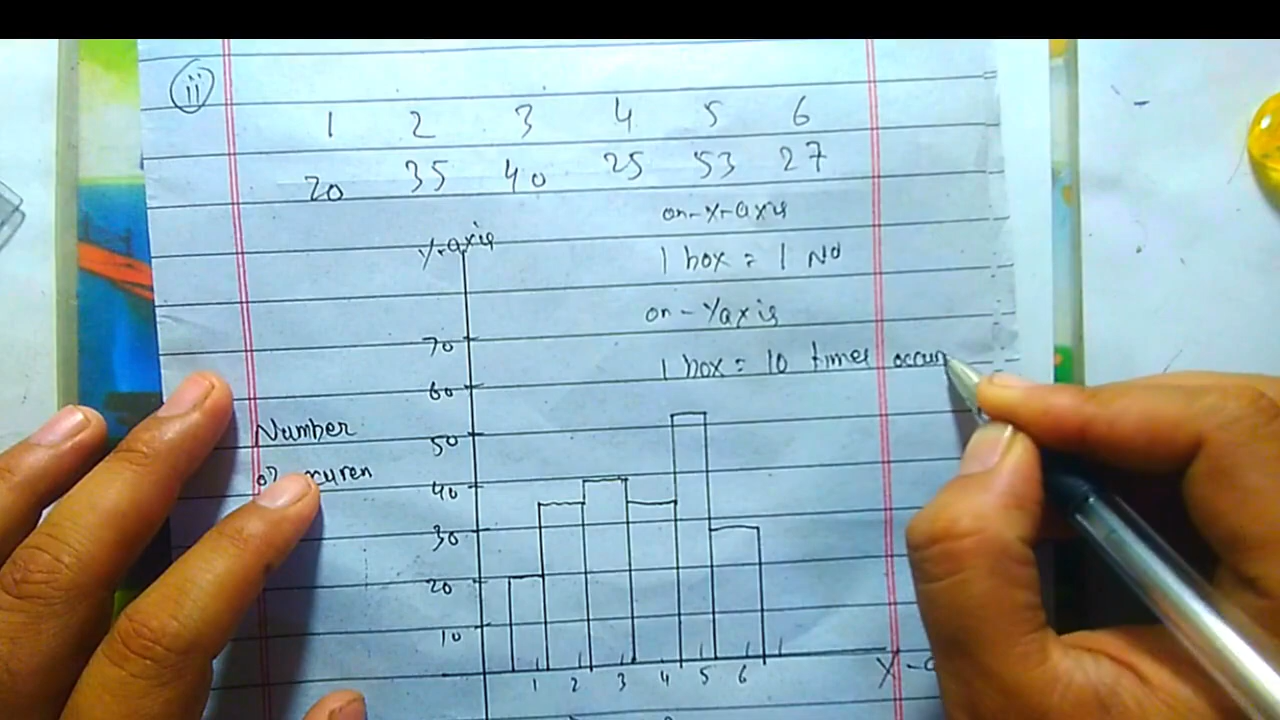 ii
1 2 3 4 5 6
20 35 40 25 53 27
on-x-axis
1 box = 1 No
on-Yaxis
1 box = 10 times occurr
Y-axis
70
60
50
40
30
20
10
Number
1 2 3 4 5 6